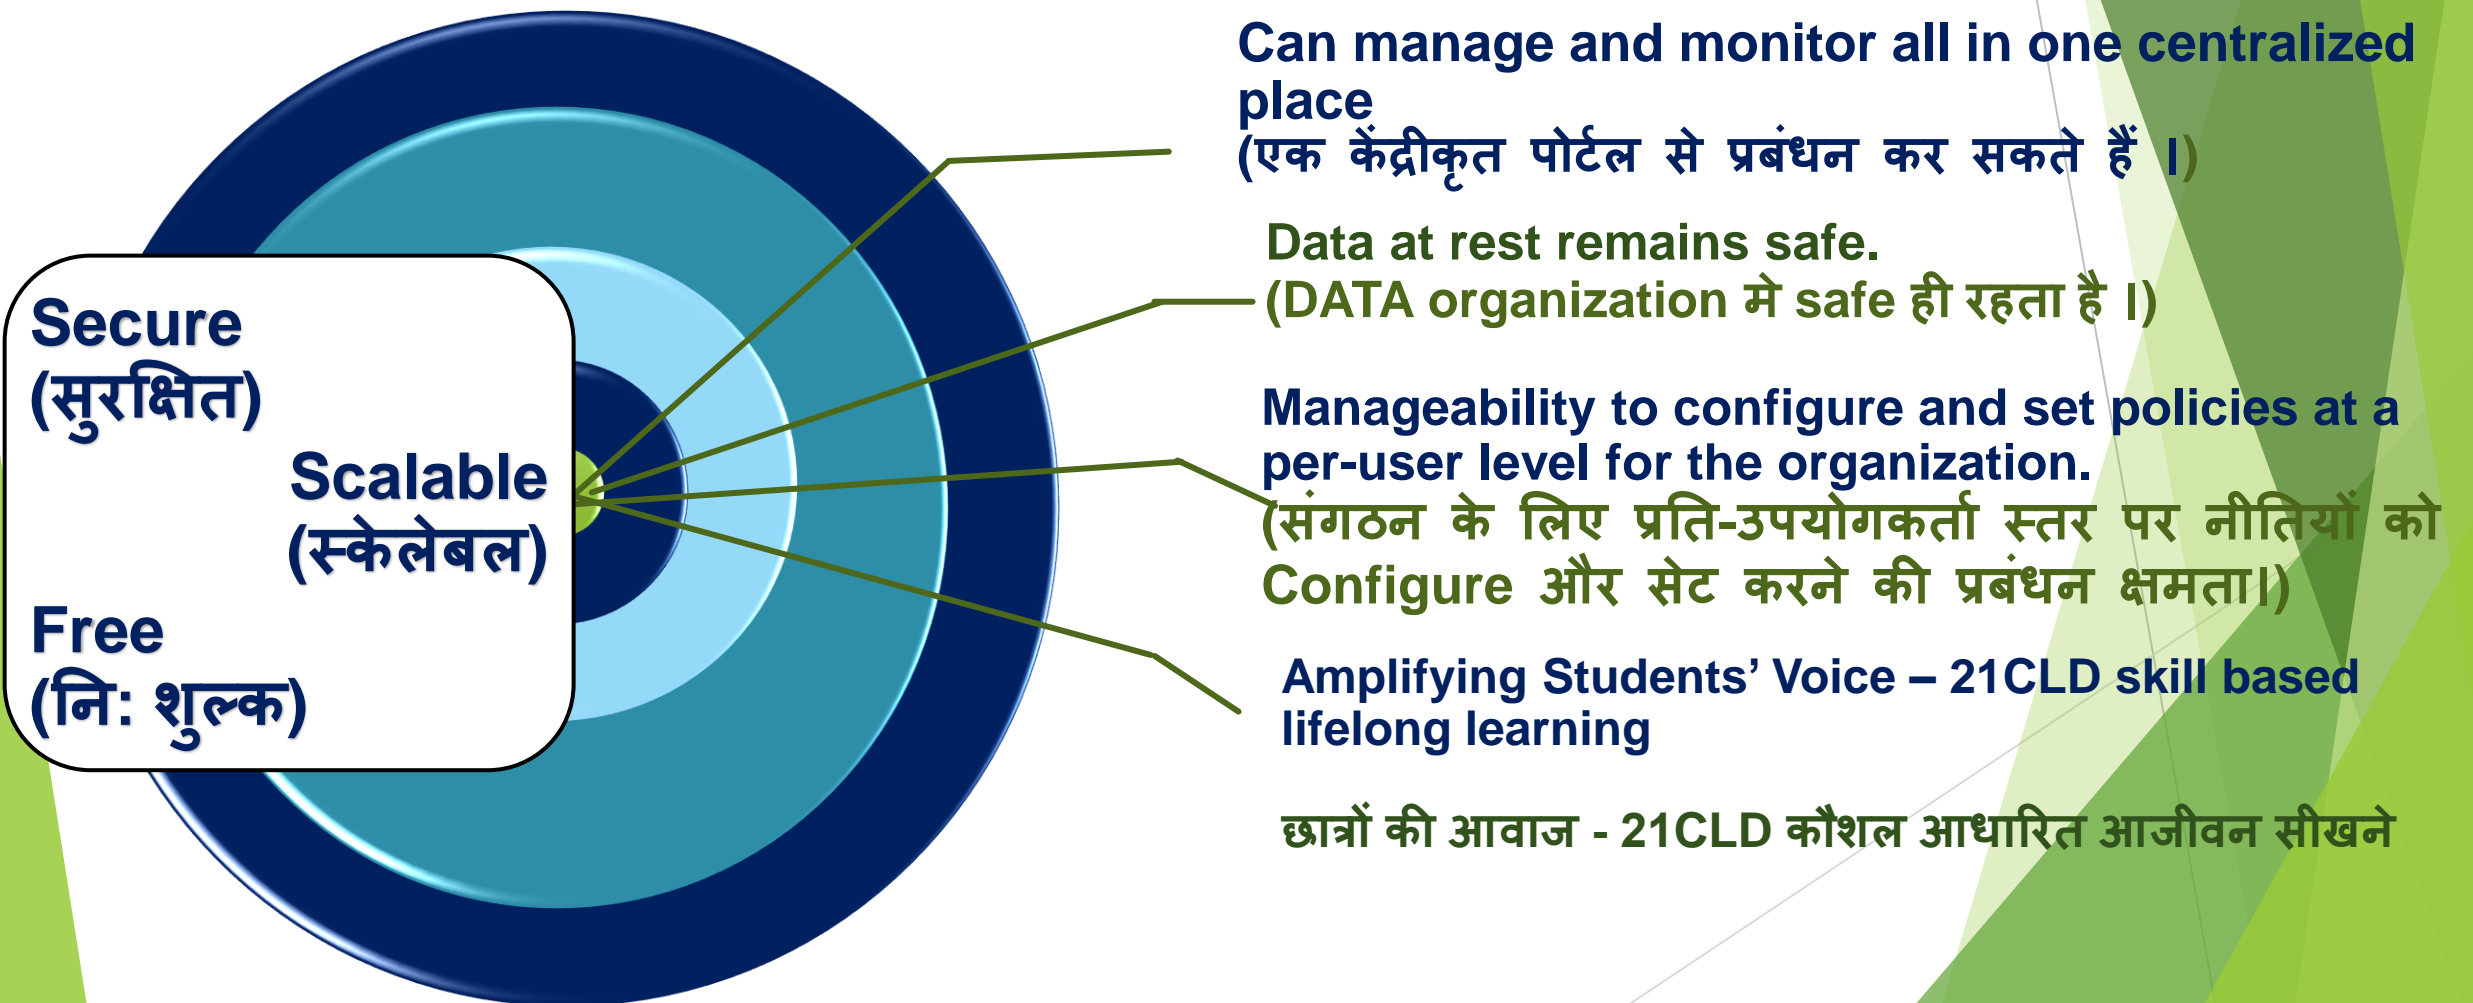 Secure
(सुरक्षित)
Scalable
(स्केलेबल)
Free
(नि: शुल्क)
Can manage and monitor all in one centralized
place
(एक केंद्रीकृत पोर्टल से प्रबंधन कर सकते हैं ।)
Data at rest remains safe.
(DATA organization मे safe ही रहता है ।)
Manageability to configure and set policies at a
per-user level for the organization.
(संगठन के लिए प्रति-उपयोगकर्ता स्तर पर नीतियों को
Configure और सेट करने की प्रबंधन क्षमता।)
Amplifying Students’ Voice – 21CLD skill based
lifelong learning
छात्रों की आवाज - 21CLD कौशल आधारित आजीवन सीखने